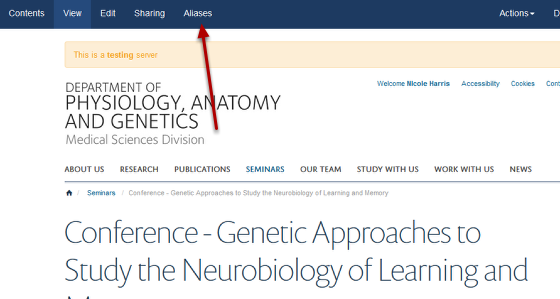 Contents View Edit Sharing Aliases Actions
This is a testing server
Welcome Nicole Harris Accessibility Cookies
DEPARTMENT OF
PHYSIOLOGY, ANATOMY
AND GENETICS
Medical Sciences Division
ABOUT US RESEARCH PUBLICATIONS SEMINARS OUR TEAM STUDY WITH US WORK WITH US NEWS
Seminars / Conference - Genetic Approaches to Study the Neurobiology of Learning and Memory
Conference - Genetic Approaches to
Study the Neurobiology of Learning and